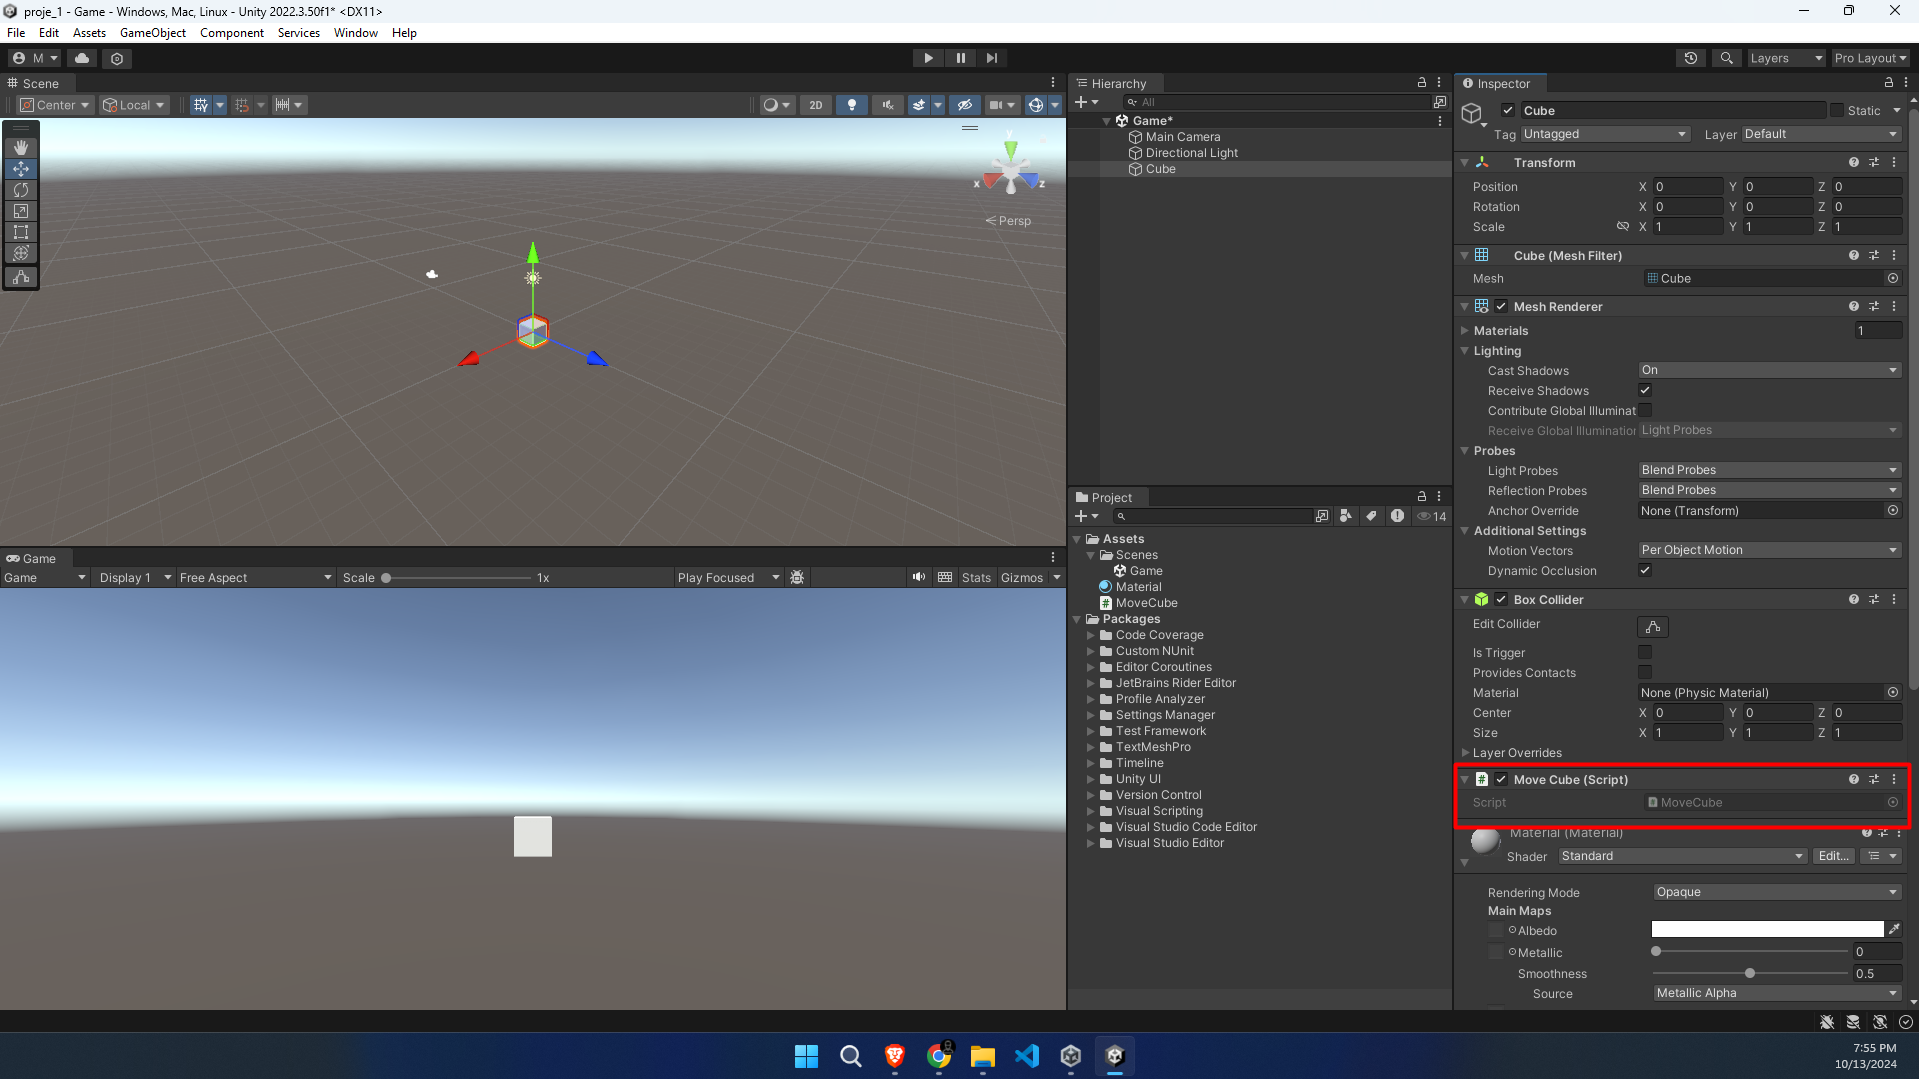 proje_1 - Game - Windows, Mac, Linux - Unity 2022.3.50f1* <DX11>
File Edit Assets GameObject Component Services Window Help
M
Layers
Pro Layout
Scene
Center
Local
2D
y
x
z
Persp
Game
Game
Display 1
Free Aspect
Scale
1x
Play Focused
Stats
Gizmos
Hierarchy
All
Game*
Main Camera
Directional Light
Cube
Project
14
Assets
Scenes
Game
Material
MoveCube
Packages
Code Coverage
Custom NUnit
Editor Coroutines
JetBrains Rider Editor
Profile Analyzer
Settings Manager
Test Framework
TextMeshPro
Timeline
Unity UI
Version Control
Visual Scripting
Visual Studio Code Editor
Visual Studio Editor
Inspector
Cube
Static
Tag Untagged Layer Default
Transform
Position X 0 Y 0 Z 0
Rotation X 0 Y 0 Z 0
Scale X 1 Y 1 Z 1
Cube (Mesh Filter)
Mesh Cube
Mesh Renderer
Materials 1
Lighting
Cast Shadows On
Receive Shadows
Contribute Global Illuminat
Receive Global Illumination Light Probes
Probes
Light Probes Blend Probes
Reflection Probes Blend Probes
Anchor Override None (Transform)
Additional Settings
Motion Vectors Per Object Motion
Dynamic Occlusion
Box Collider
Edit Collider
Is Trigger
Provides Contacts
Material None (Physic Material)
Center X 0 Y 0 Z 0
Size X 1 Y 1 Z 1
Layer Overrides
# Move Cube (Script)
Script MoveCube
Material (Material)
Shader Standard Edit...
Rendering Mode Opaque
Main Maps
Albedo
Metallic 0
Smoothness 0.5
Source Metallic Alpha
7:55 PM
10/13/2024